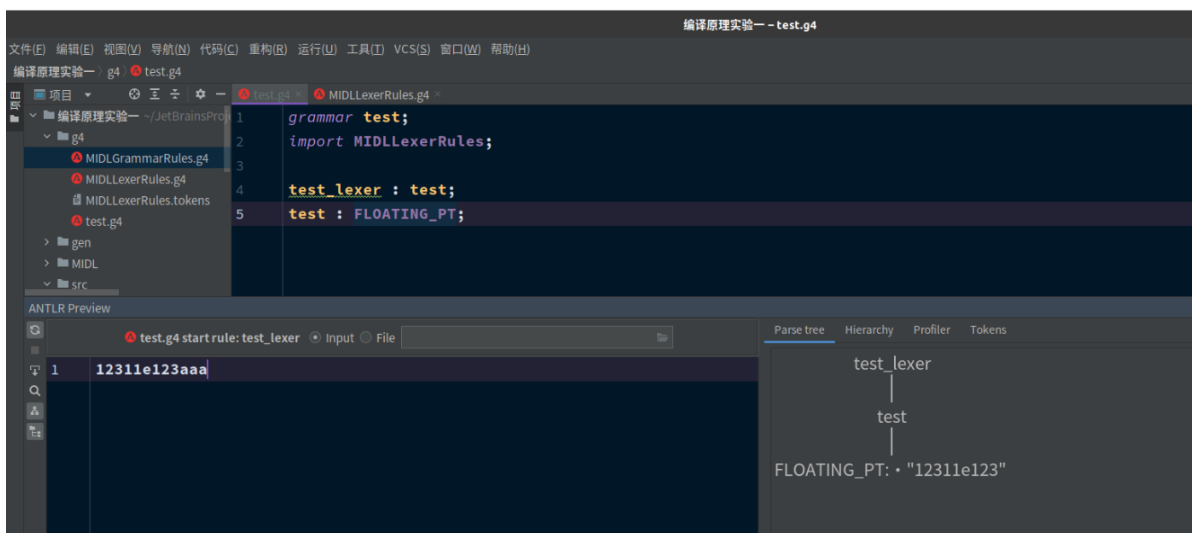 编译原理实验一 – test.g4
文件(F) 编辑(E) 视图(V) 导航(N) 代码(C) 重构(R) 运行(U) 工具(T) VCS(S) 窗口(W) 帮助(H)
编译原理实验一 〉 g4 〉 test.g4
项目 test.g4 × MIDLLexerRules.g4 ×
编译原理实验一 ~/JetBrainsProj
g4
MIDLGrammarRules.g4
MIDLLexerRules.g4
MIDLLexerRules.tokens
test.g4
gen
MIDL
src
1 grammar test;
2 import MIDLLexerRules;
3
4 test_lexer : test;
5 test : FLOATING_PT;
ANTLR Preview
test.g4 start rule: test_lexer Input File
1 12311e123aaa
Parse tree Hierarchy Profiler Tokens
test_lexer
test
FLOATING_PT: • "12311e123"